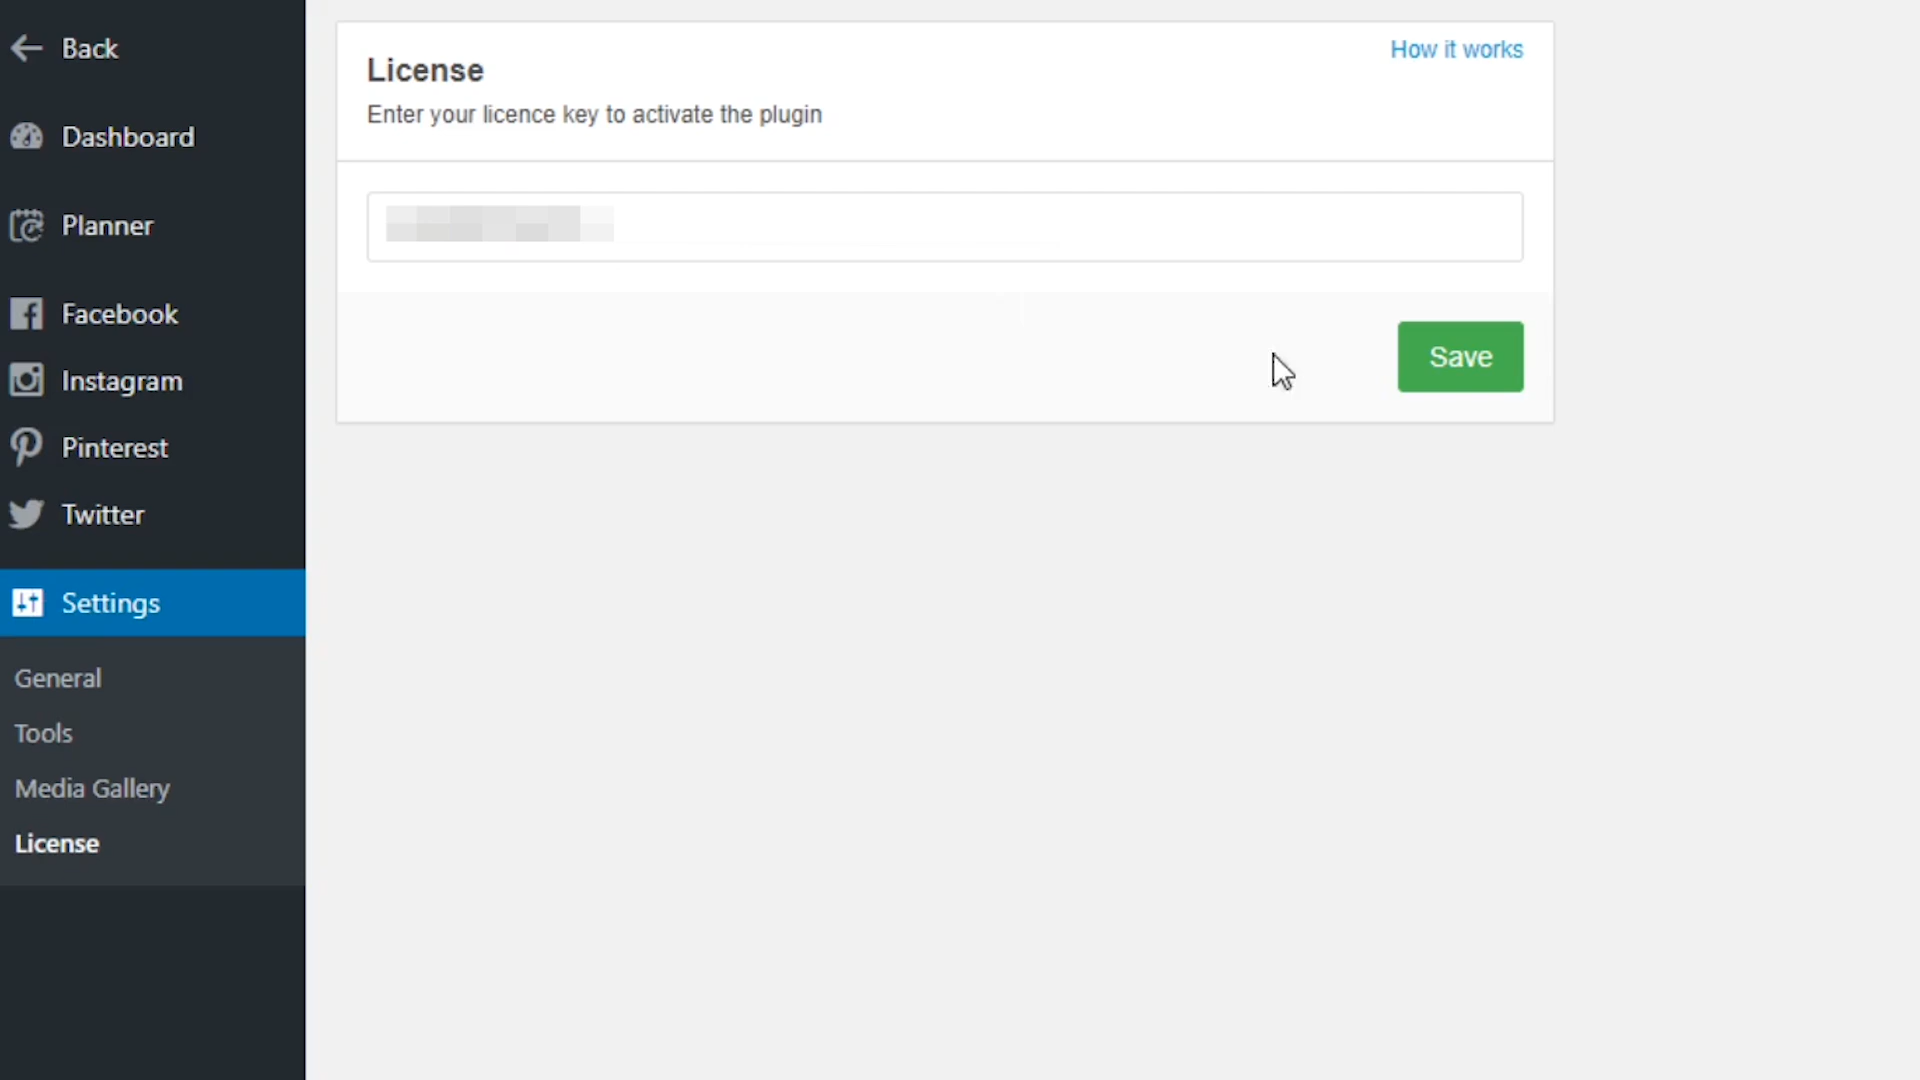 Back
Dashboard
Planner
Facebook
Instagram
Pinterest
Twitter
Settings
General
Tools
Media Gallery
License
How it works
License
Enter your licence key to activate the plugin
Save